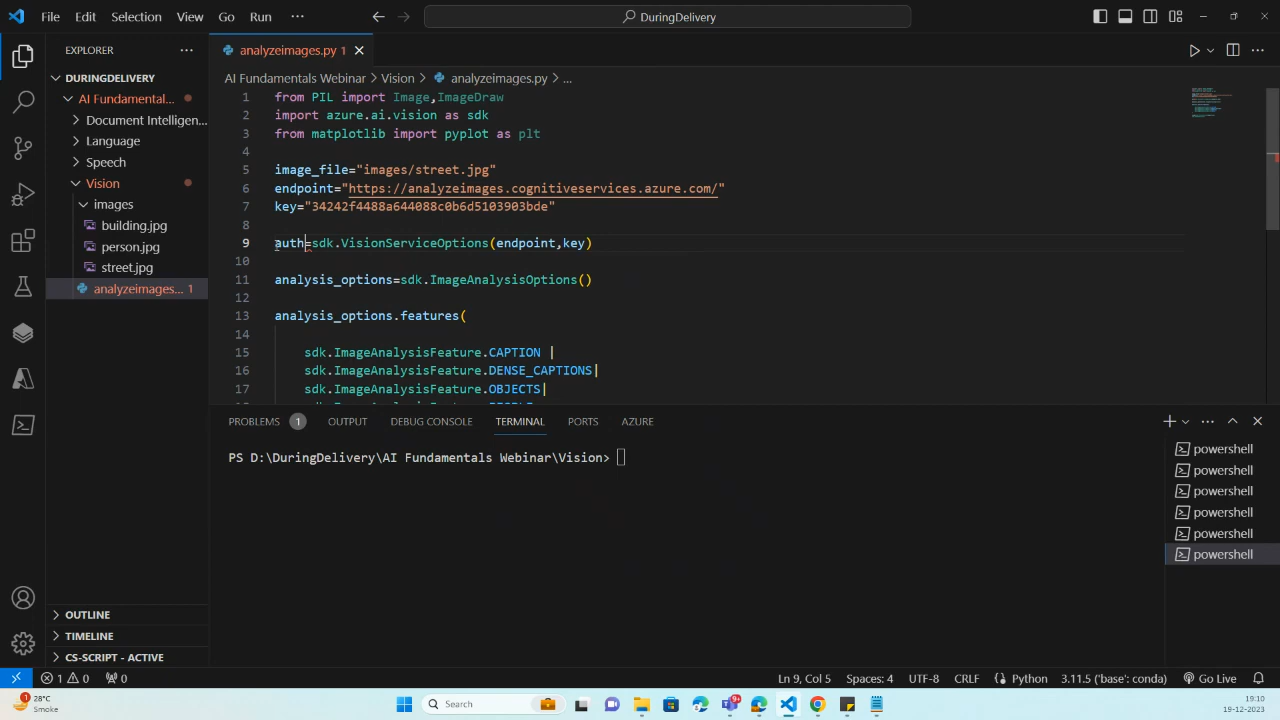 File Edit Selection View Go Run ···
DuringDelivery
EXPLORER
DURINGDELIVERY
AI Fundamental...
Document Intelligen...
Language
Speech
Vision
images
building.jpg
person.jpg
street.jpg
analyzeimages... 1
OUTLINE
TIMELINE
CS-SCRIPT - ACTIVE
analyzeimages.py 1
AI Fundamentals Webinar > Vision > analyzeimages.py > ...
1 from PIL import Image,ImageDraw
2 import azure.ai.vision as sdk
3 from matplotlib import pyplot as plt
4
5 image_file="images/street.jpg"
6 endpoint="https://analyzeimages.cognitiveservices.azure.com/"
7 key="34242f4488a644088c0b6d5103903bde"
8
9 auth=sdk.VisionServiceOptions(endpoint,key)
10
11 analysis_options=sdk.ImageAnalysisOptions()
12
13 analysis_options.features(
14
15 sdk.ImageAnalysisFeature.CAPTION |
16 sdk.ImageAnalysisFeature.DENSE_CAPTIONS|
17 sdk.ImageAnalysisFeature.OBJECTS|
PROBLEMS 1 OUTPUT DEBUG CONSOLE TERMINAL PORTS AZURE
PS D:\DuringDelivery\AI Fundamentals Webinar\Vision>
powershell
powershell
powershell
powershell
powershell
powershell
1 0 0
Ln 9, Col 5 Spaces: 4 UTF-8 CRLF Python 3.11.5 ('base': conda) Go Live
28°C
Smoke
Search
19:10
19-12-2023